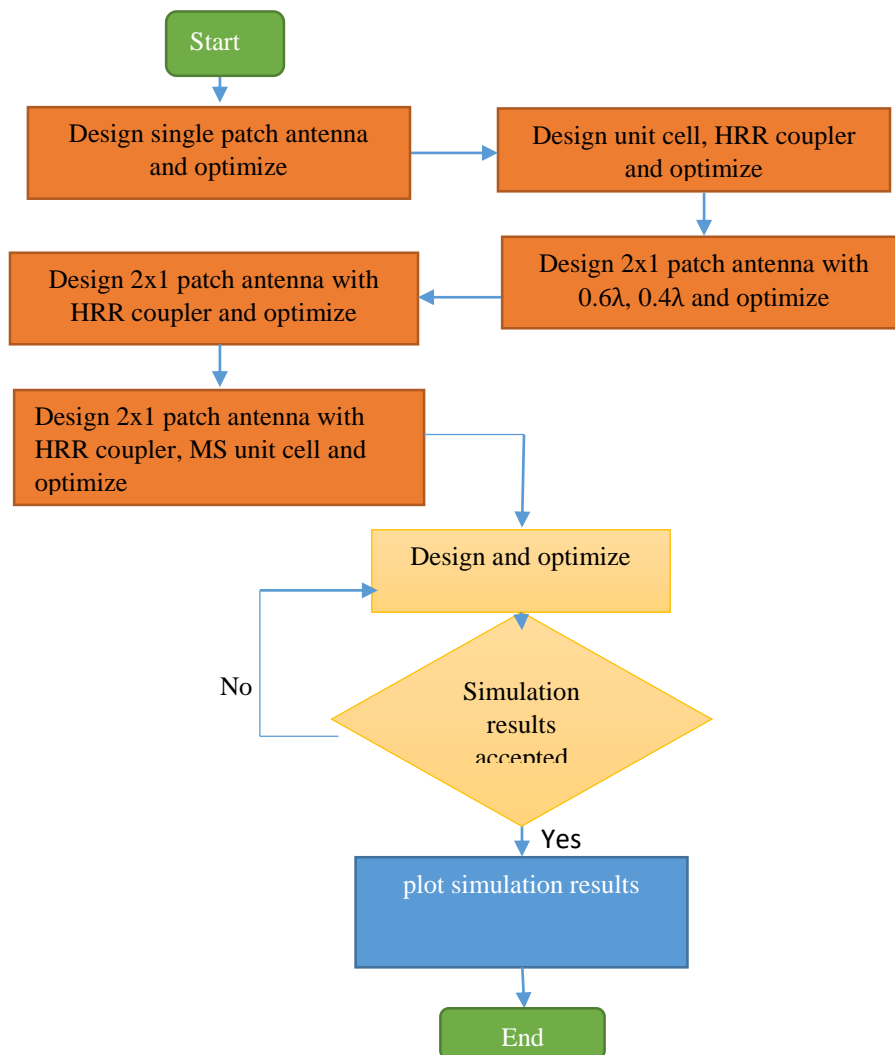 Start
Design single patch antenna
and optimize
Design unit cell, HRR coupler
and optimize
Design 2x1 patch antenna with
0.6λ, 0.4λ and optimize
Design 2x1 patch antenna with
HRR coupler and optimize
Design 2x1 patch antenna with
HRR coupler, MS unit cell and
optimize
Design and optimize
No
Simulation
results
accepted
Yes
plot simulation results
End